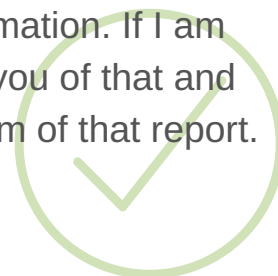 mation. If I am
you of that and
m of that report.